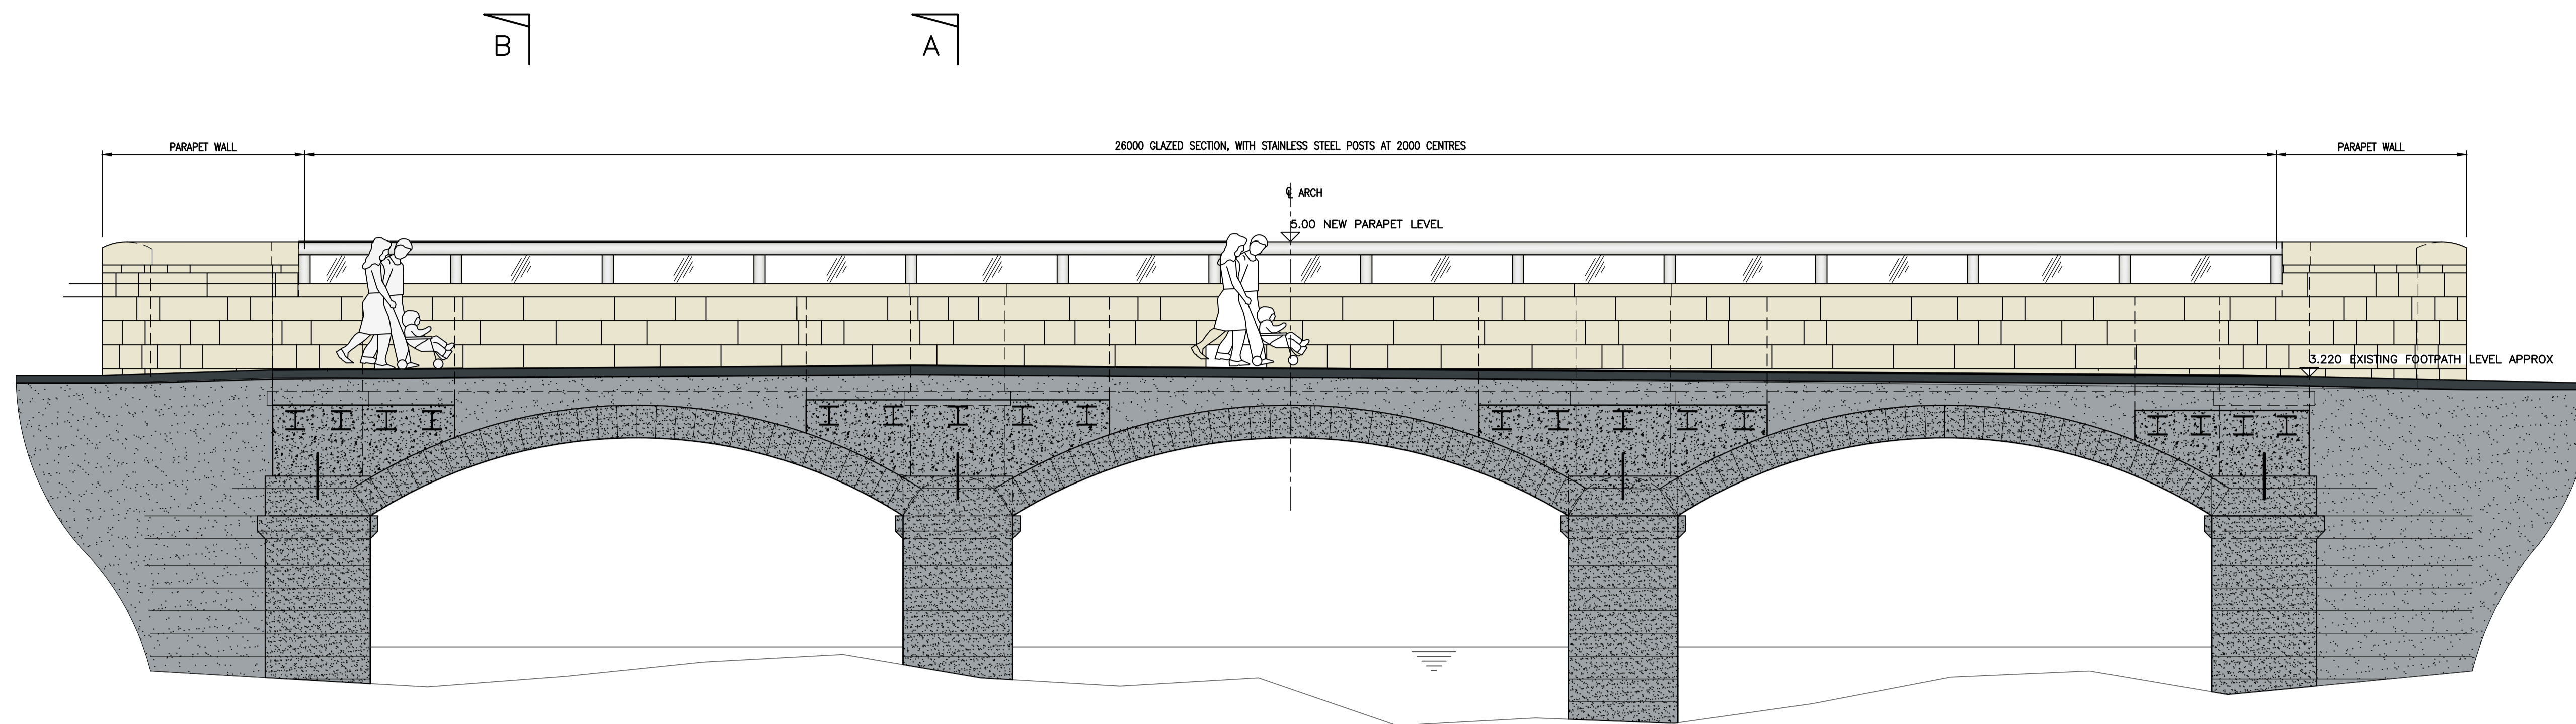 B
A
PARAPET WALL
26000 GLAZED SECTION, WITH STAINLESS STEEL POSTS AT 2000 CENTRES
PARAPET WALL
℄ ARCH
5.00 NEW PARAPET LEVEL
3.220 EXISTING FOOTPATH LEVEL APPROX